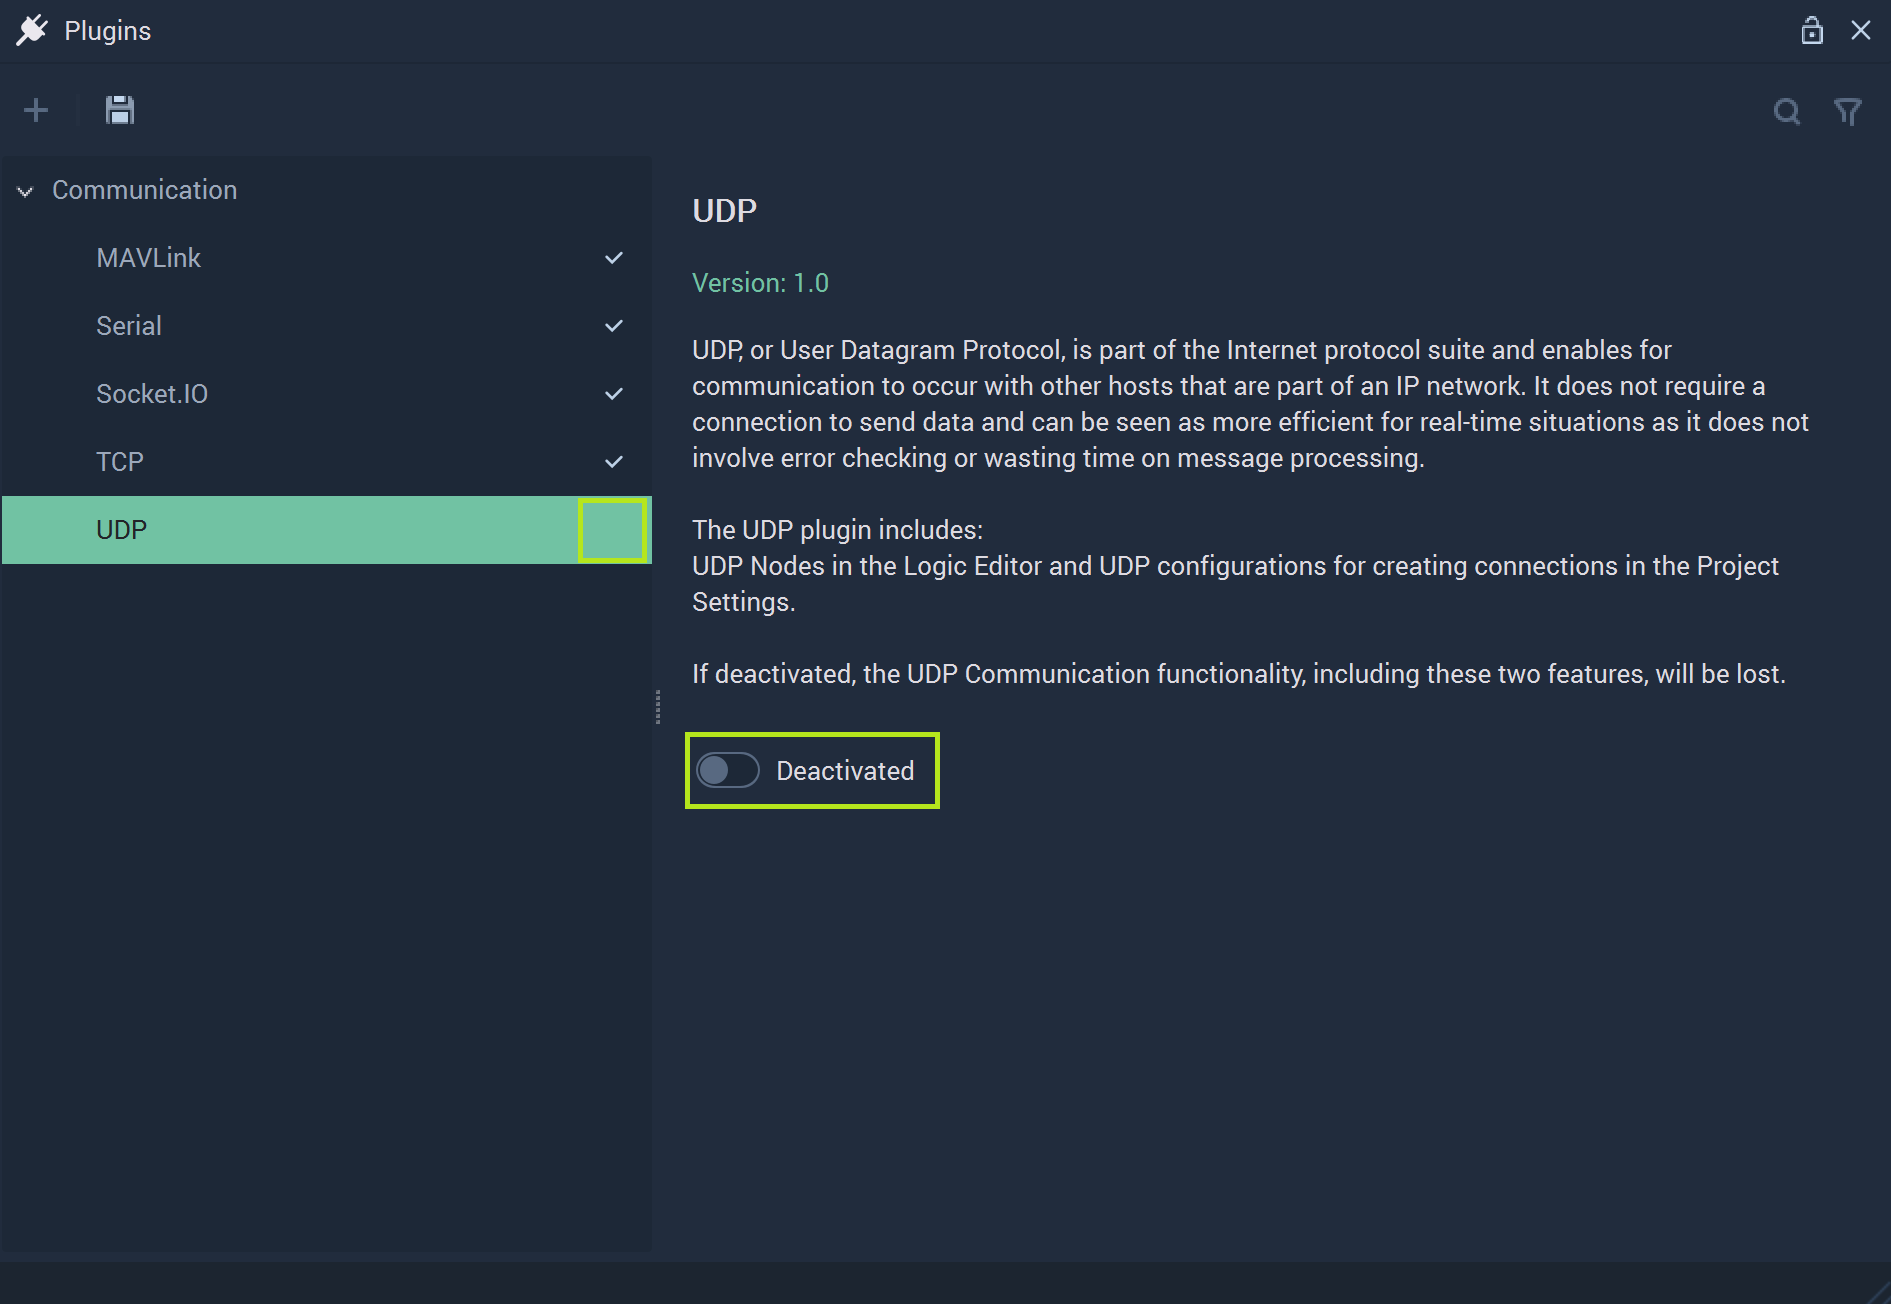 Plugins
Communication
MAVLink
Serial
Socket.IO
TCP
UDP
UDP
Version: 1.0
UDP, or User Datagram Protocol, is part of the Internet protocol suite and enables for
communication to occur with other hosts that are part of an IP network. It does not require a
connection to send data and can be seen as more efficient for real-time situations as it does not
involve error checking or wasting time on message processing.
The UDP plugin includes:
UDP Nodes in the Logic Editor and UDP configurations for creating connections in the Project
Settings.
If deactivated, the UDP Communication functionality, including these two features, will be lost.
Deactivated